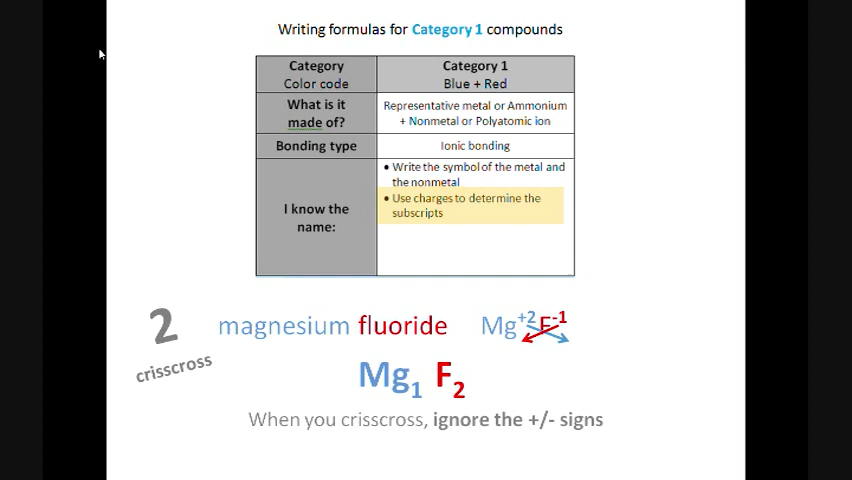 Writing formulas for Category 1 compounds
Category
Color code
Category 1
Blue + Red
What is it
made of?
Representative metal or Ammonium
+ Nonmetal or Polyatomic ion
Bonding type
Ionic bonding
I know the
name:
• Write the symbol of the metal and
the nonmetal
• Use charges to determine the
subscripts
2
crisscross
magnesium fluoride
Mg+2 F-1
Mg1 F2
When you crisscross, ignore the +/- signs